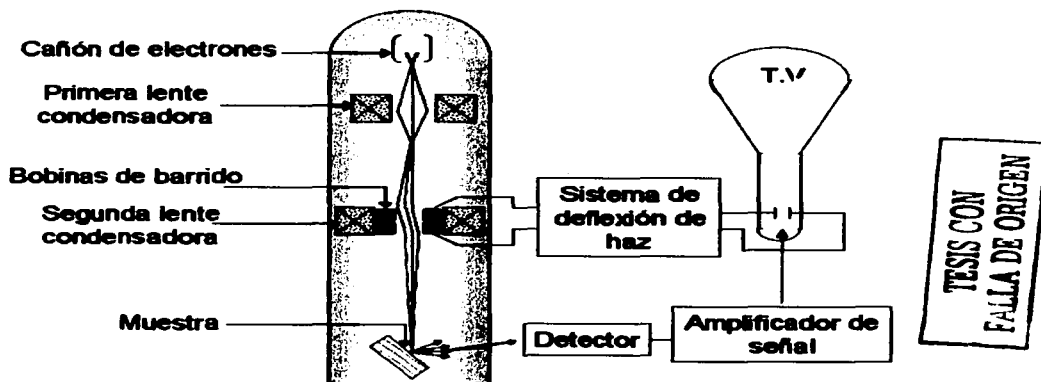 Cañón de electrones
Primera lente
condensadora
Bobinas de barrido
Segunda lente
condensadora
Muestra
T.V
Sistema de
deflexión de
haz
Detector
Amplificador de
señal
TESIS CON
FALLA DE ORIGEN